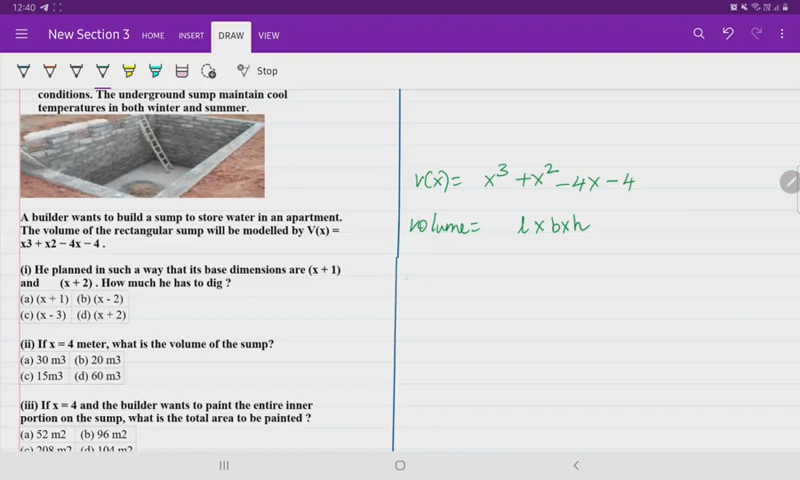 12:40
New Section 3 HOME INSERT DRAW VIEW
Stop
conditions. The underground sump maintain cool
temperatures in both winter and summer.
A builder wants to build a sump to store water in an apartment.
The volume of the rectangular sump will be modelled by V(x) =
x3 + x2 − 4x − 4 .
(i) He planned in such a way that its base dimensions are (x + 1)
and (x + 2). How much he has to dig ?
(a) (x + 1) (b) (x - 2)
(c) (x - 3) (d) (x + 2)
(ii) If x = 4 meter, what is the volume of the sump?
(a) 30 m3 (b) 20 m3
(c) 15m3 (d) 60 m3
(iii) If x = 4 and the builder wants to paint the entire inner
portion on the sump, what is the total area to be painted ?
(a) 52 m2 (b) 96 m2
(c) 208 m2 (d) 104 m2
V(x) = x³ + x² - 4x - 4
Volume = l x b x h